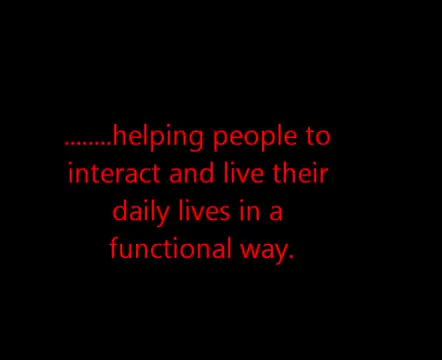 ........helping people to
interact and live their
daily lives in a
functional way.